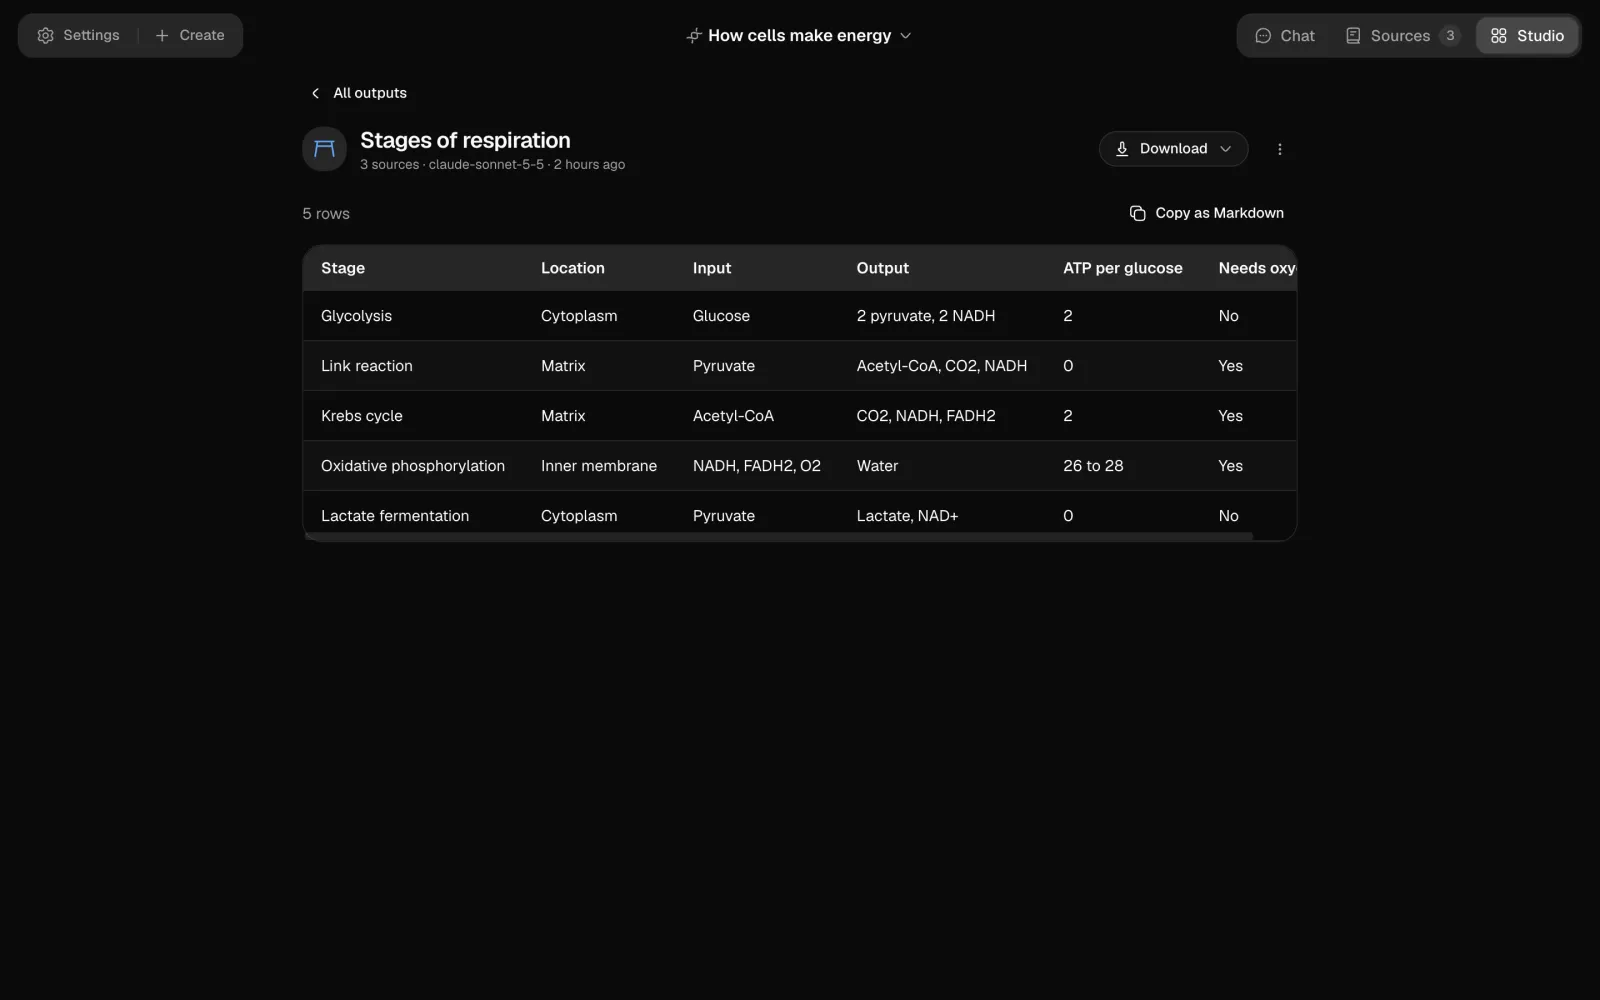 Settings
Create
How cells make energy
Chat
Sources 3
Studio
All outputs
Stages of respiration
3 sources · claude-sonnet-5-5 · 2 hours ago
Download
5 rows
Copy as Markdown
Stage Location Input Output ATP per glucose Needs oxy
Glycolysis Cytoplasm Glucose 2 pyruvate, 2 NADH 2 No
Link reaction Matrix Pyruvate Acetyl-CoA, CO2, NADH 0 Yes
Krebs cycle Matrix Acetyl-CoA CO2, NADH, FADH2 2 Yes
Oxidative phosphorylation Inner membrane NADH, FADH2, O2 Water 26 to 28 Yes
Lactate fermentation Cytoplasm Pyruvate Lactate, NAD+ 0 No